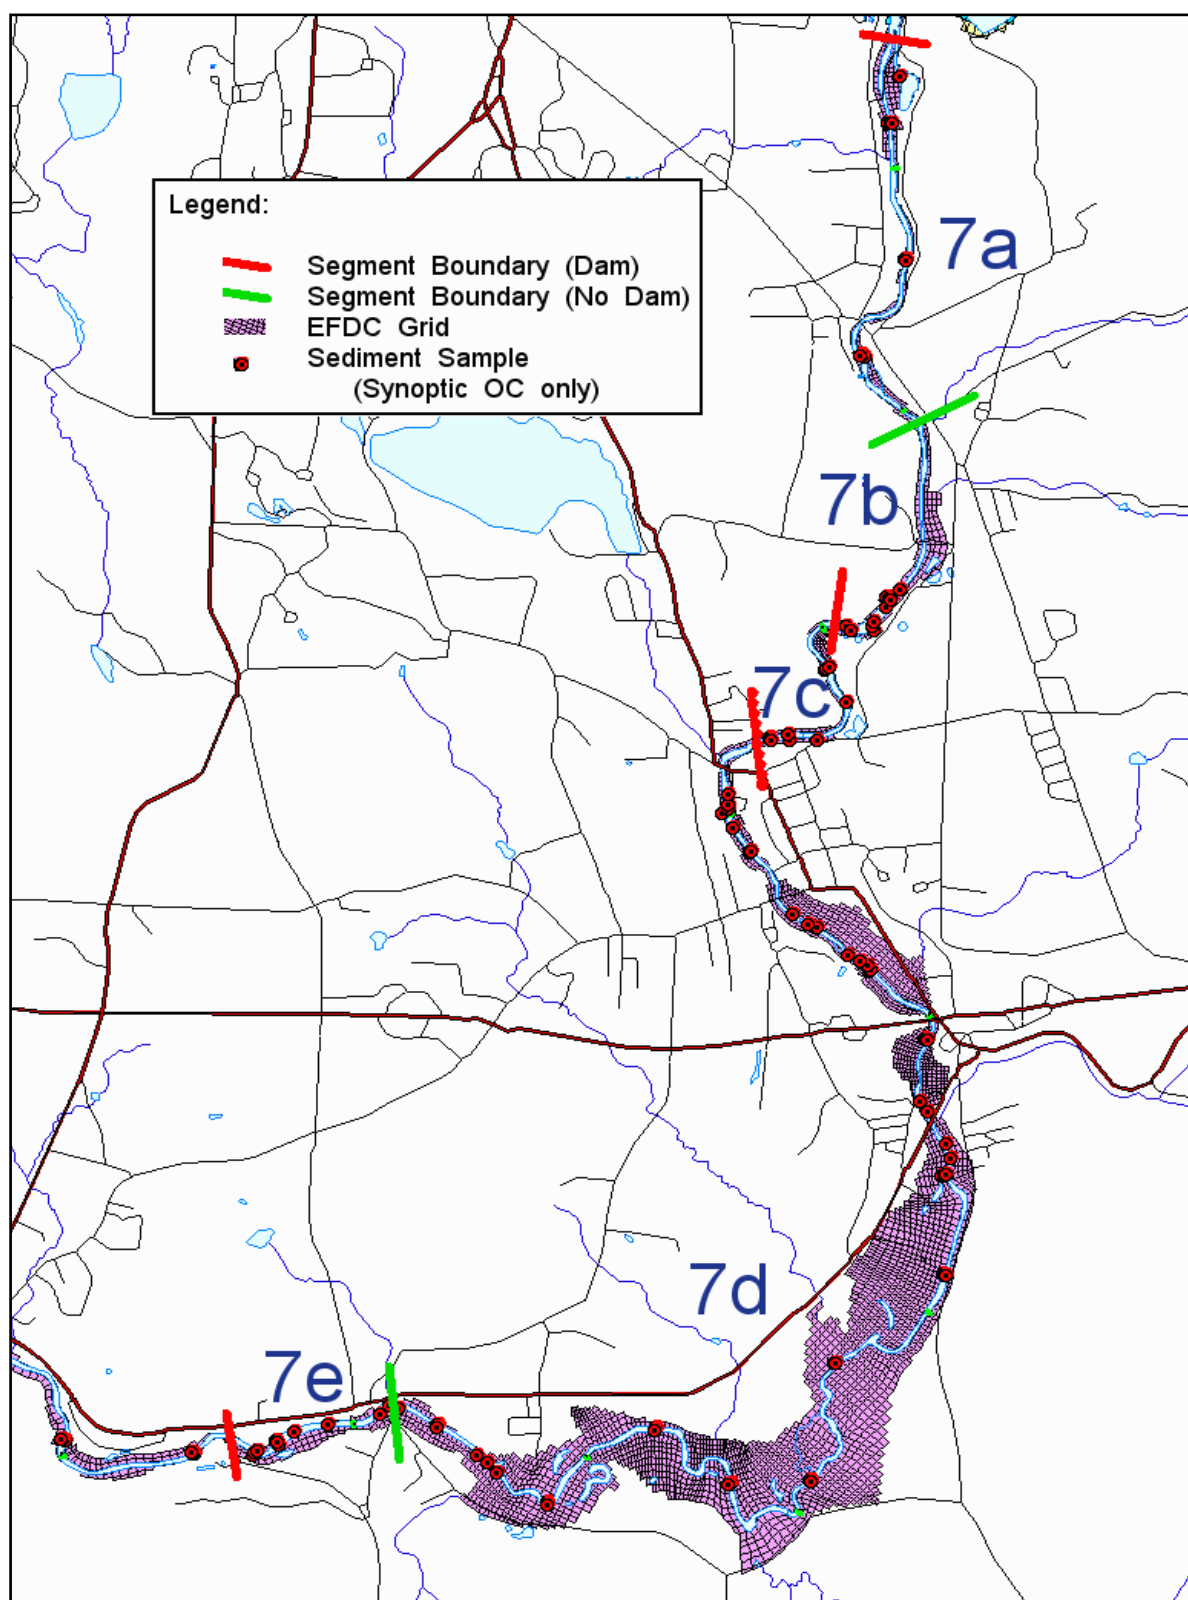 Legend:
Segment Boundary (Dam)
Segment Boundary (No Dam)
EFDC Grid
Sediment Sample
(Synoptic OC only)
7a
7b
7c
7d
7e